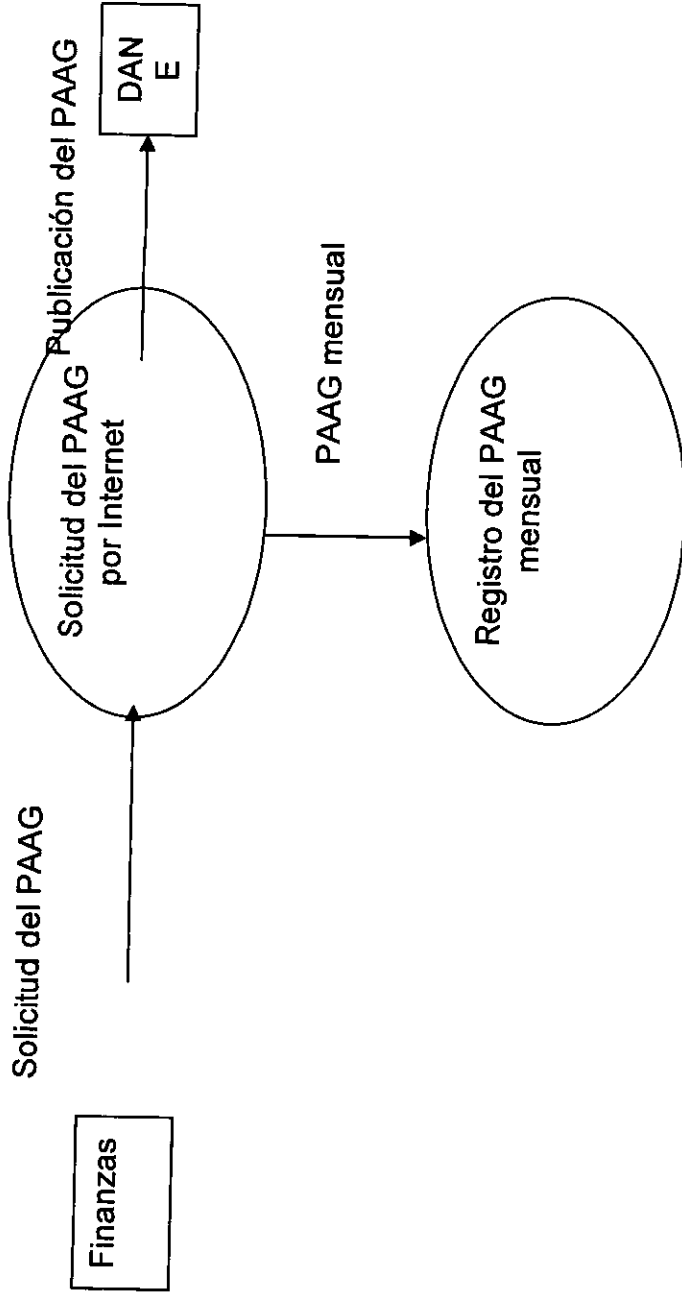 Finanzas
Solicitud del PAAG
Solicitud del PAAG
por Internet
Publicación del PAAG
DAN
E
PAAG mensual
Registro del PAAG
mensual